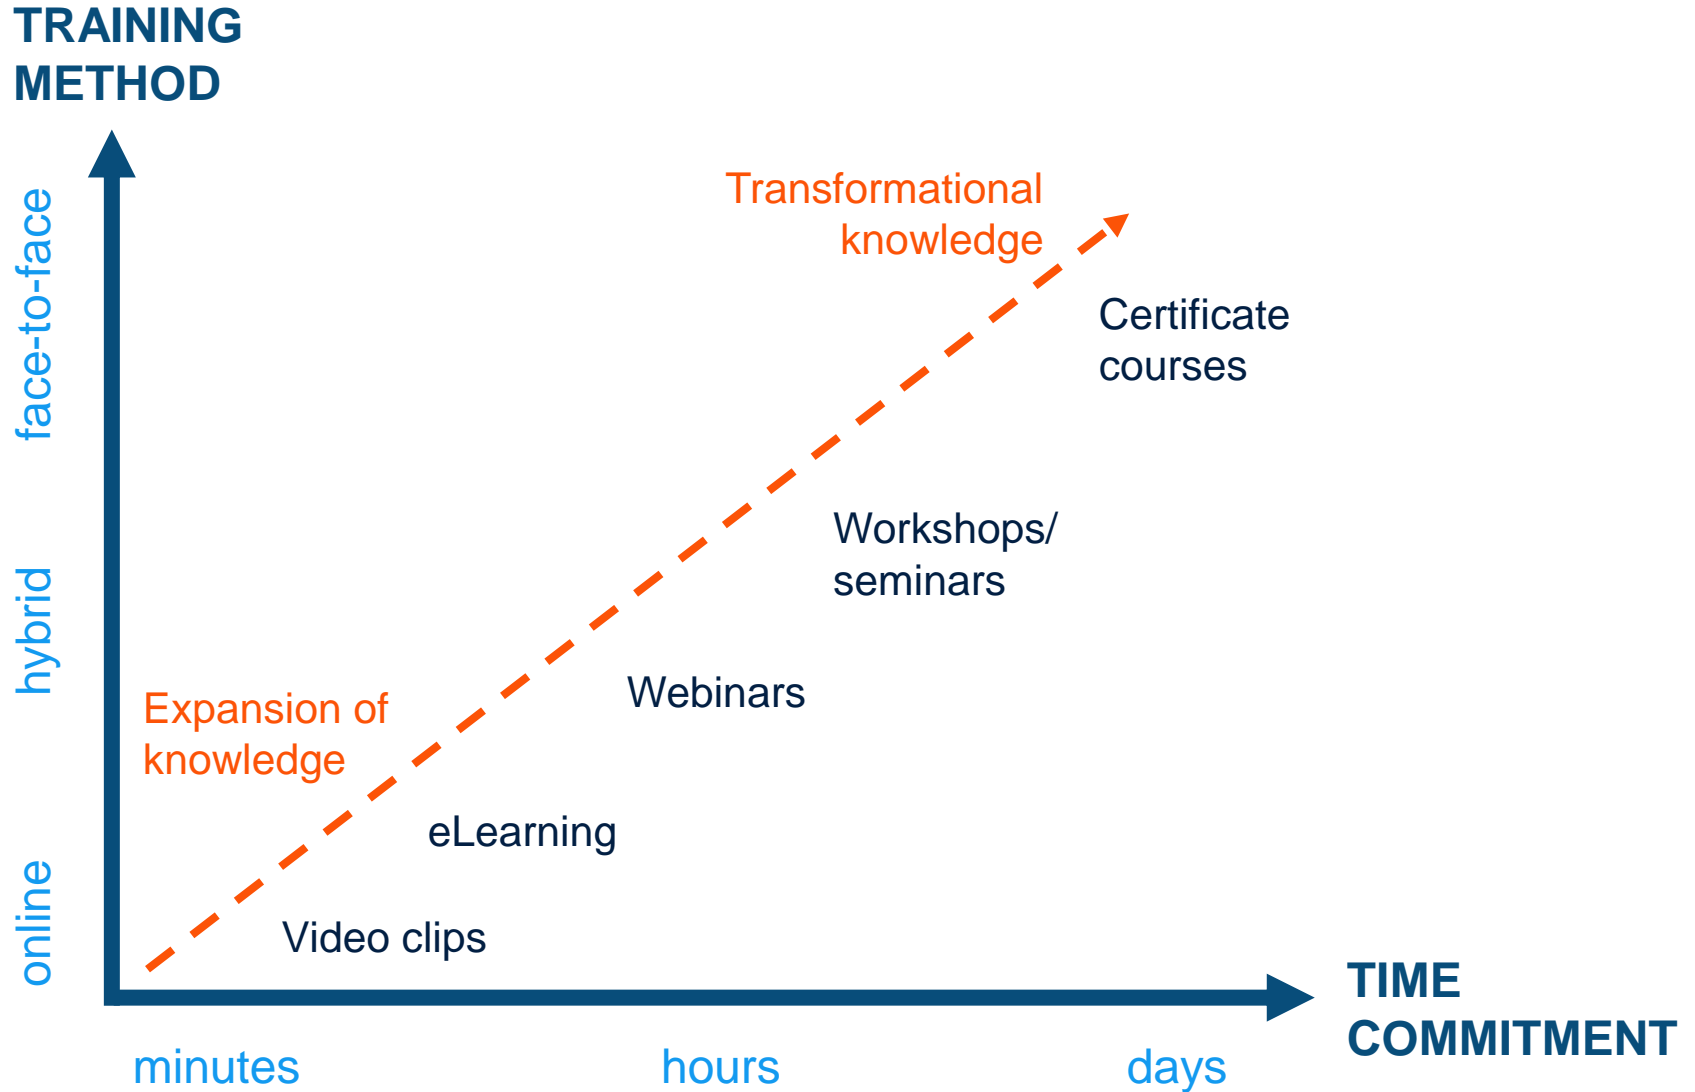 TRAINING
METHOD
face-to-face
hybrid
online
Transformational
knowledge
Certificate
courses
Workshops/
seminars
Webinars
Expansion of
knowledge
eLearning
Video clips
TIME
COMMITMENT
minutes
hours
days